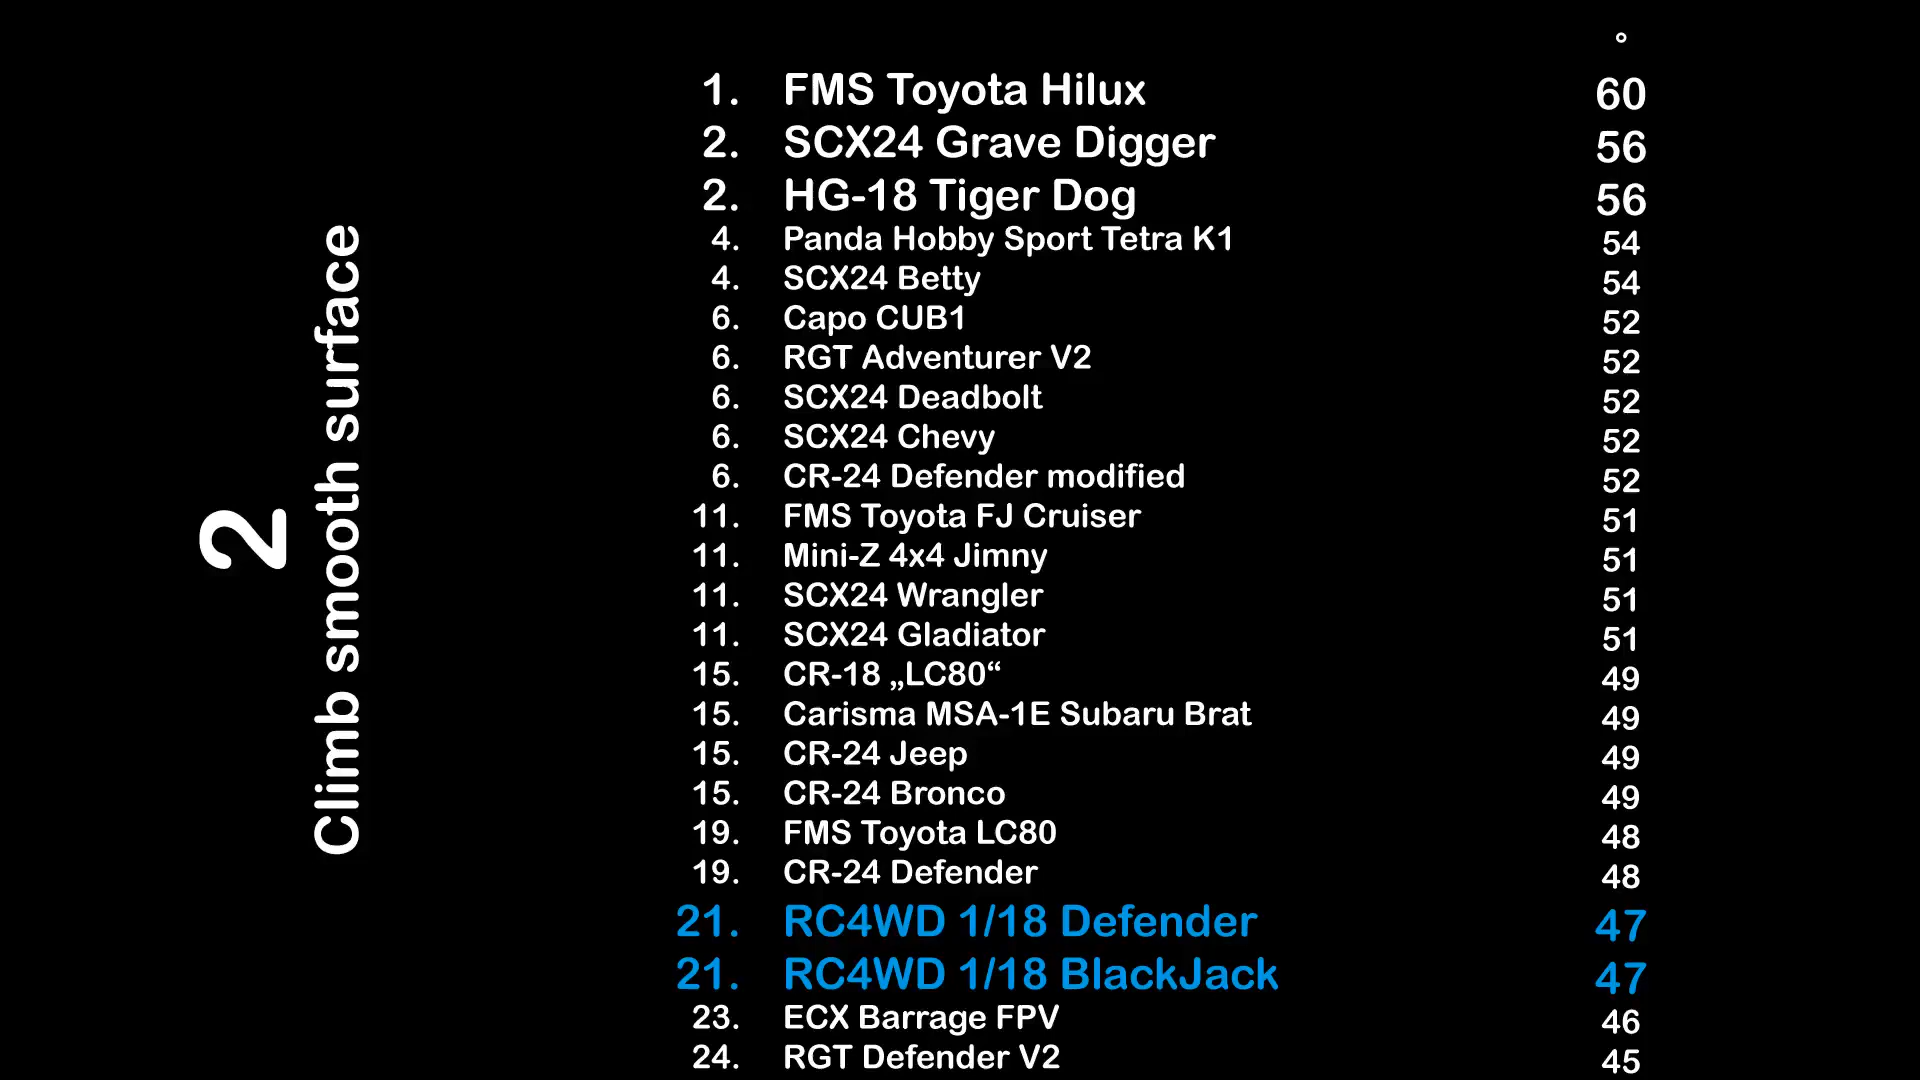 2
Climb smooth surface
°
1. FMS Toyota Hilux 60
2. SCX24 Grave Digger 56
2. HG-18 Tiger Dog 56
4. Panda Hobby Sport Tetra K1 54
4. SCX24 Betty 54
6. Capo CUB1 52
6. RGT Adventurer V2 52
6. SCX24 Deadbolt 52
6. SCX24 Chevy 52
6. CR-24 Defender modified 52
11. FMS Toyota FJ Cruiser 51
11. Mini-Z 4x4 Jimny 51
11. SCX24 Wrangler 51
11. SCX24 Gladiator 51
15. CR-18 „LC80“ 49
15. Carisma MSA-1E Subaru Brat 49
15. CR-24 Jeep 49
15. CR-24 Bronco 49
19. FMS Toyota LC80 48
19. CR-24 Defender 48
21. RC4WD 1/18 Defender 47
21. RC4WD 1/18 BlackJack 47
23. ECX Barrage FPV 46
24. RGT Defender V2 45